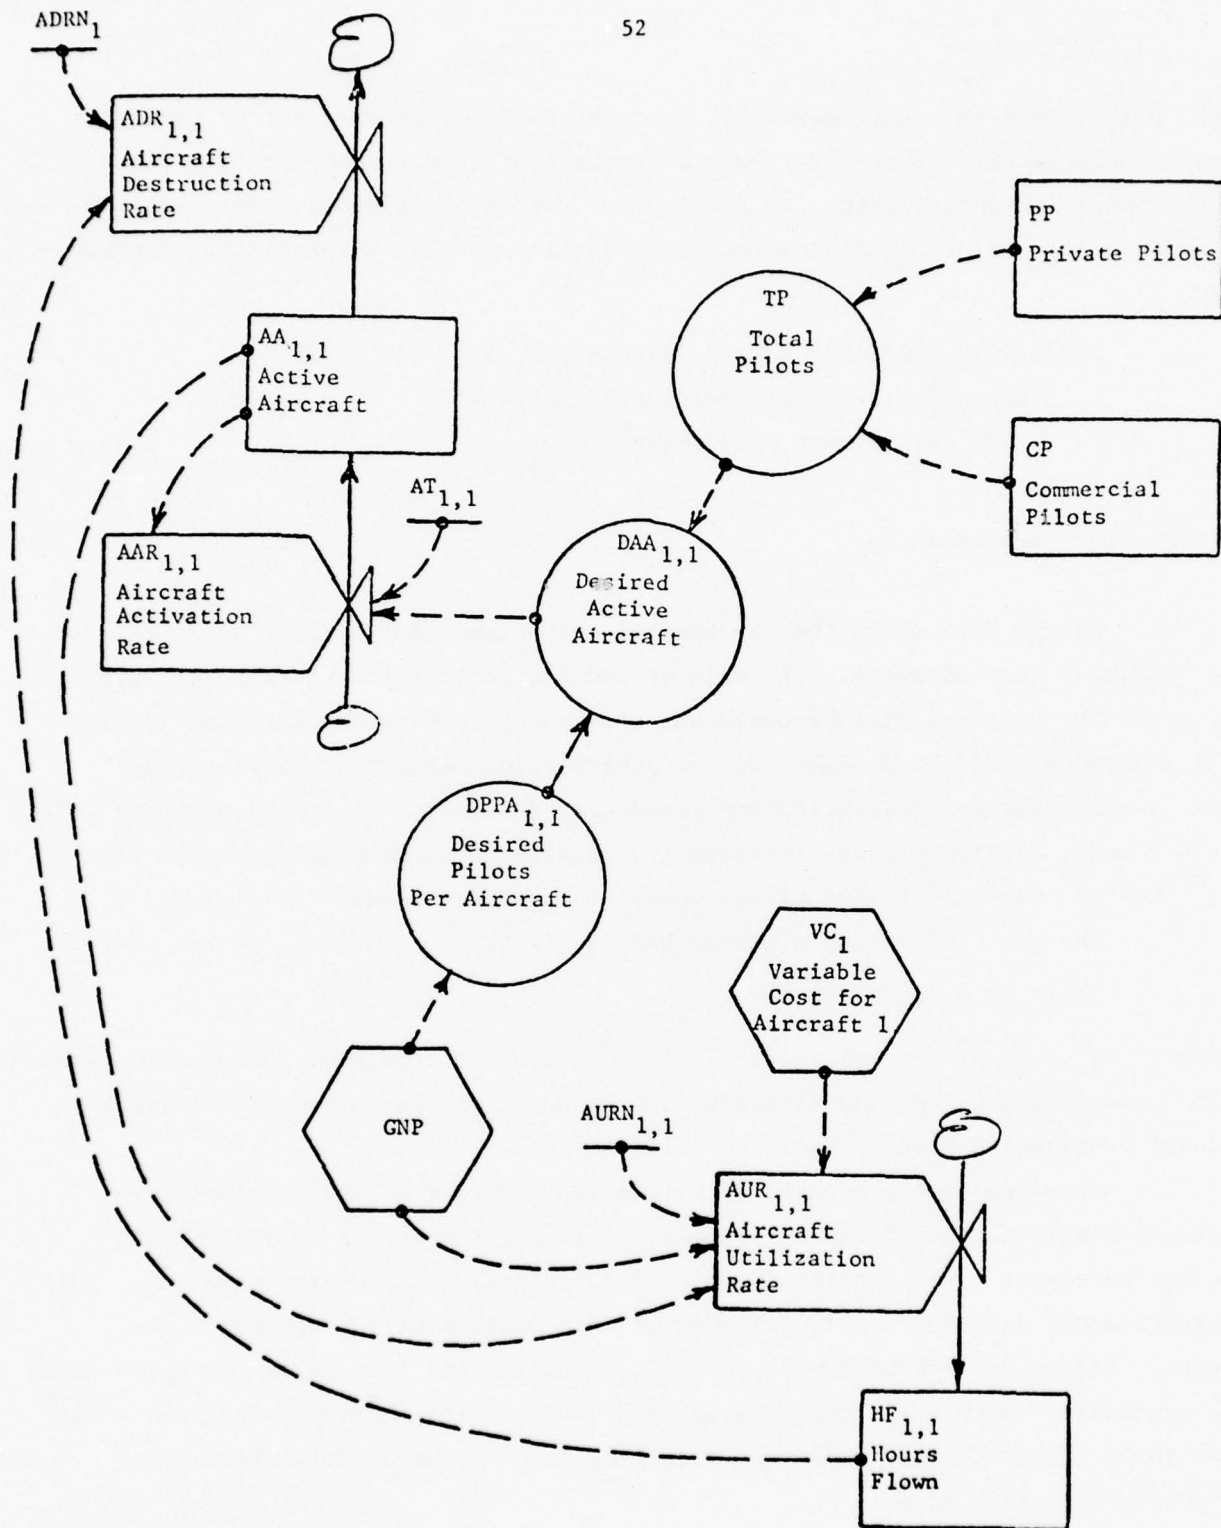 52
ADRN1
ADR1,1
Aircraft
Destruction
Rate
PP
Private Pilots
TP
Total
Pilots
AA1,1
Active
Aircraft
CP
Commercial
Pilots
AT1,1
AAR1,1
Aircraft
Activation
Rate
DAA1,1
Desired
Active
Aircraft
DPPA1,1
Desired
Pilots
Per Aircraft
VC1
Variable
Cost for
Aircraft 1
GNP
AURN1,1
AUR1,1
Aircraft
Utilization
Rate
HF1,1
Hours
Flown